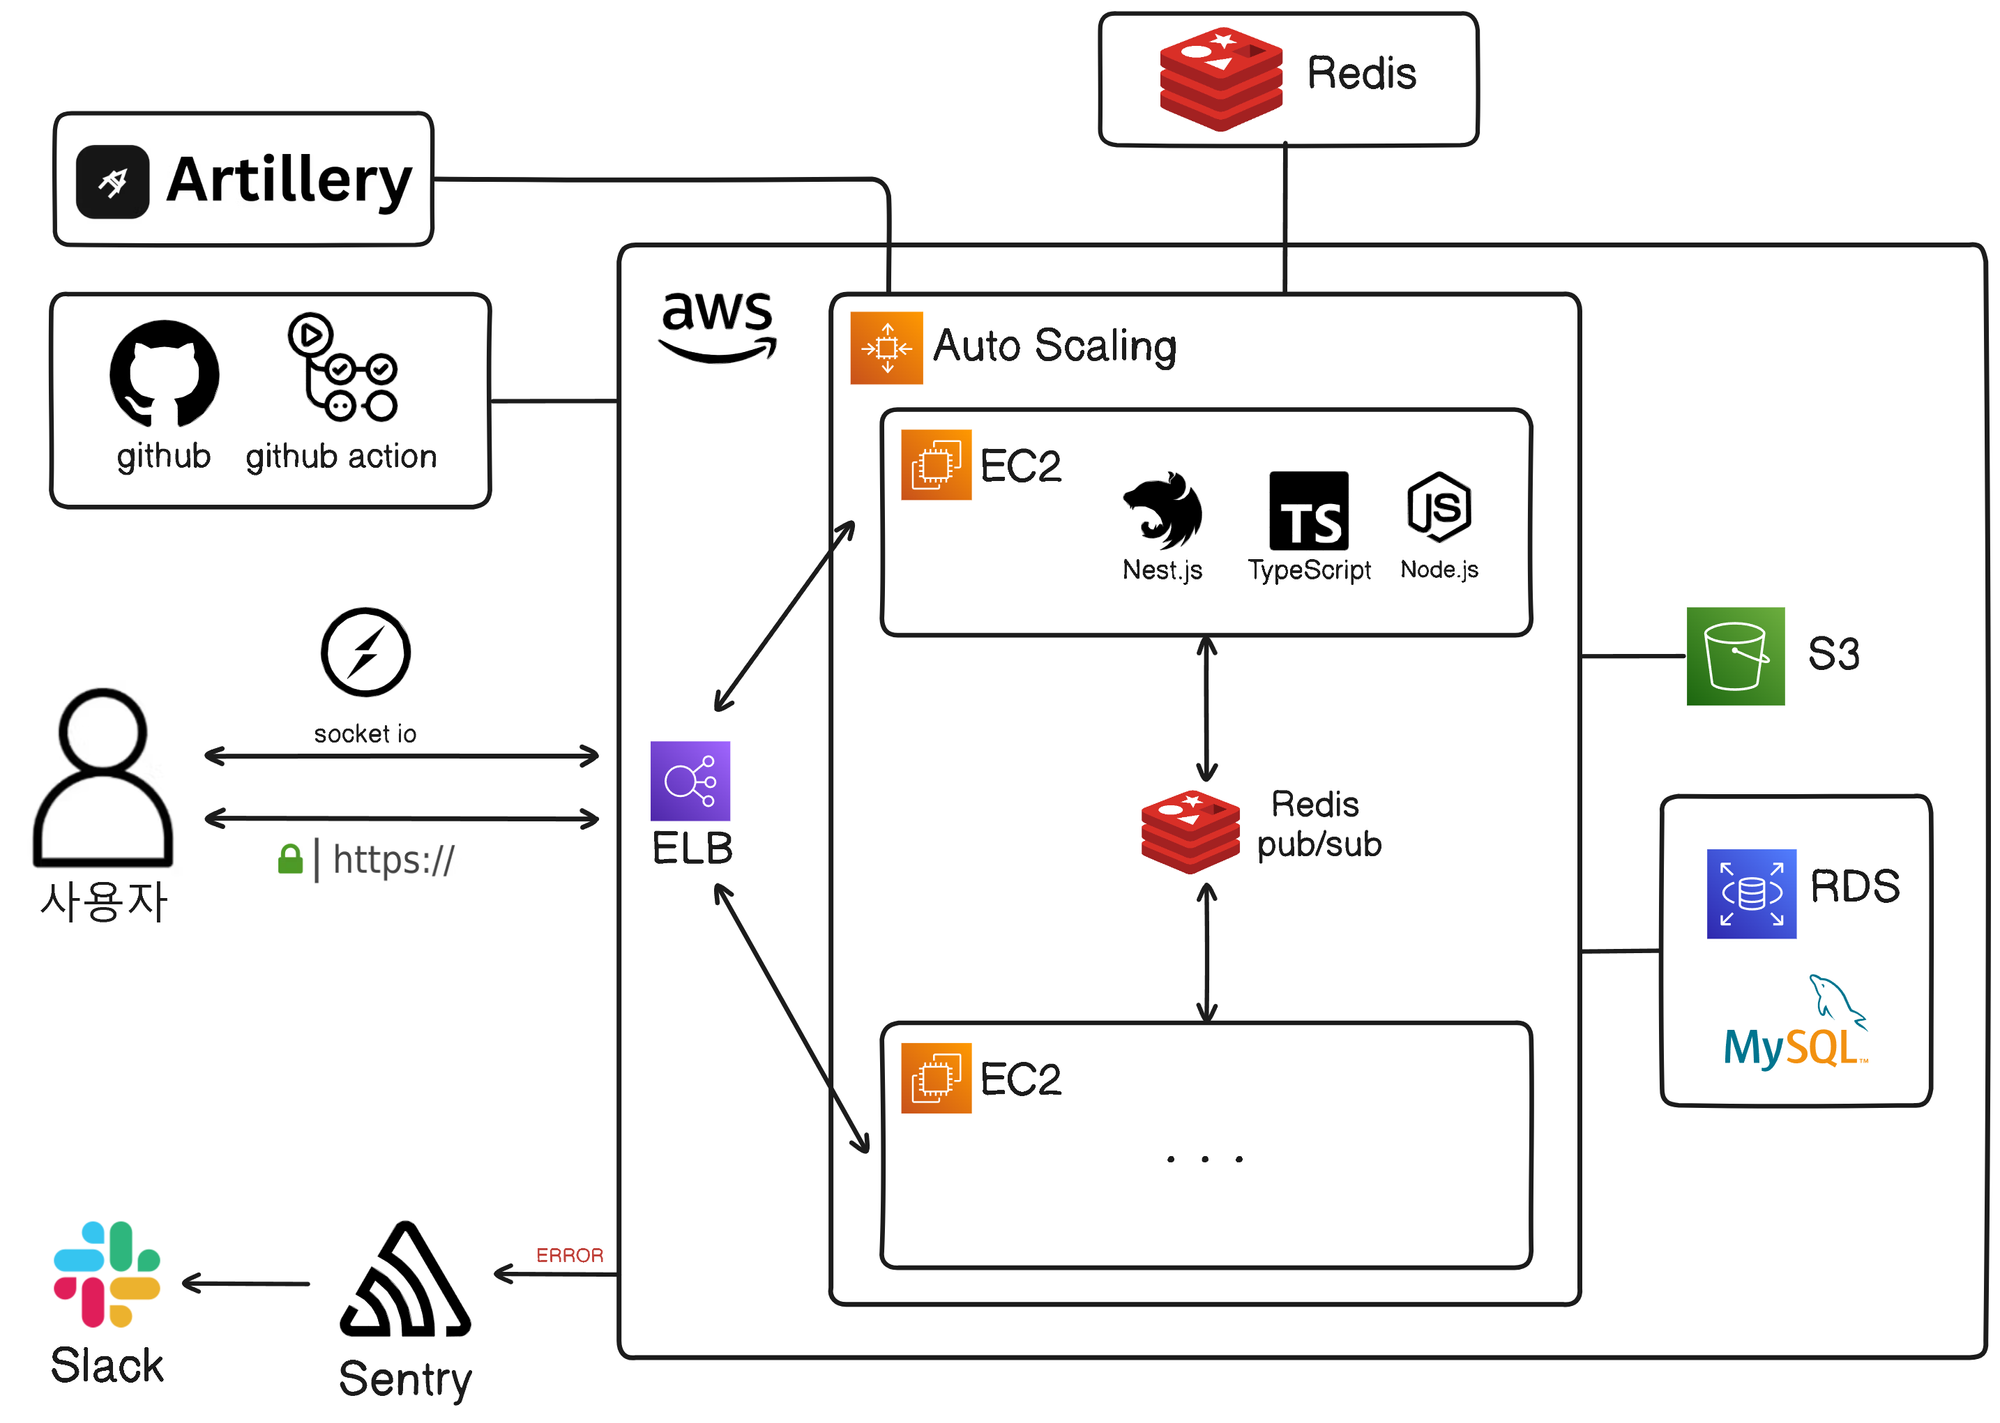 Redis
Artillery
aws
Auto Scaling
github
github action
EC2
TS
JS
Nest.js
TypeScript
Node.js
socket io
S3
Redis
pub/sub
ELB
| https://
사용자
RDS
MySQL™
EC2
. . .
ERROR
Slack
Sentry